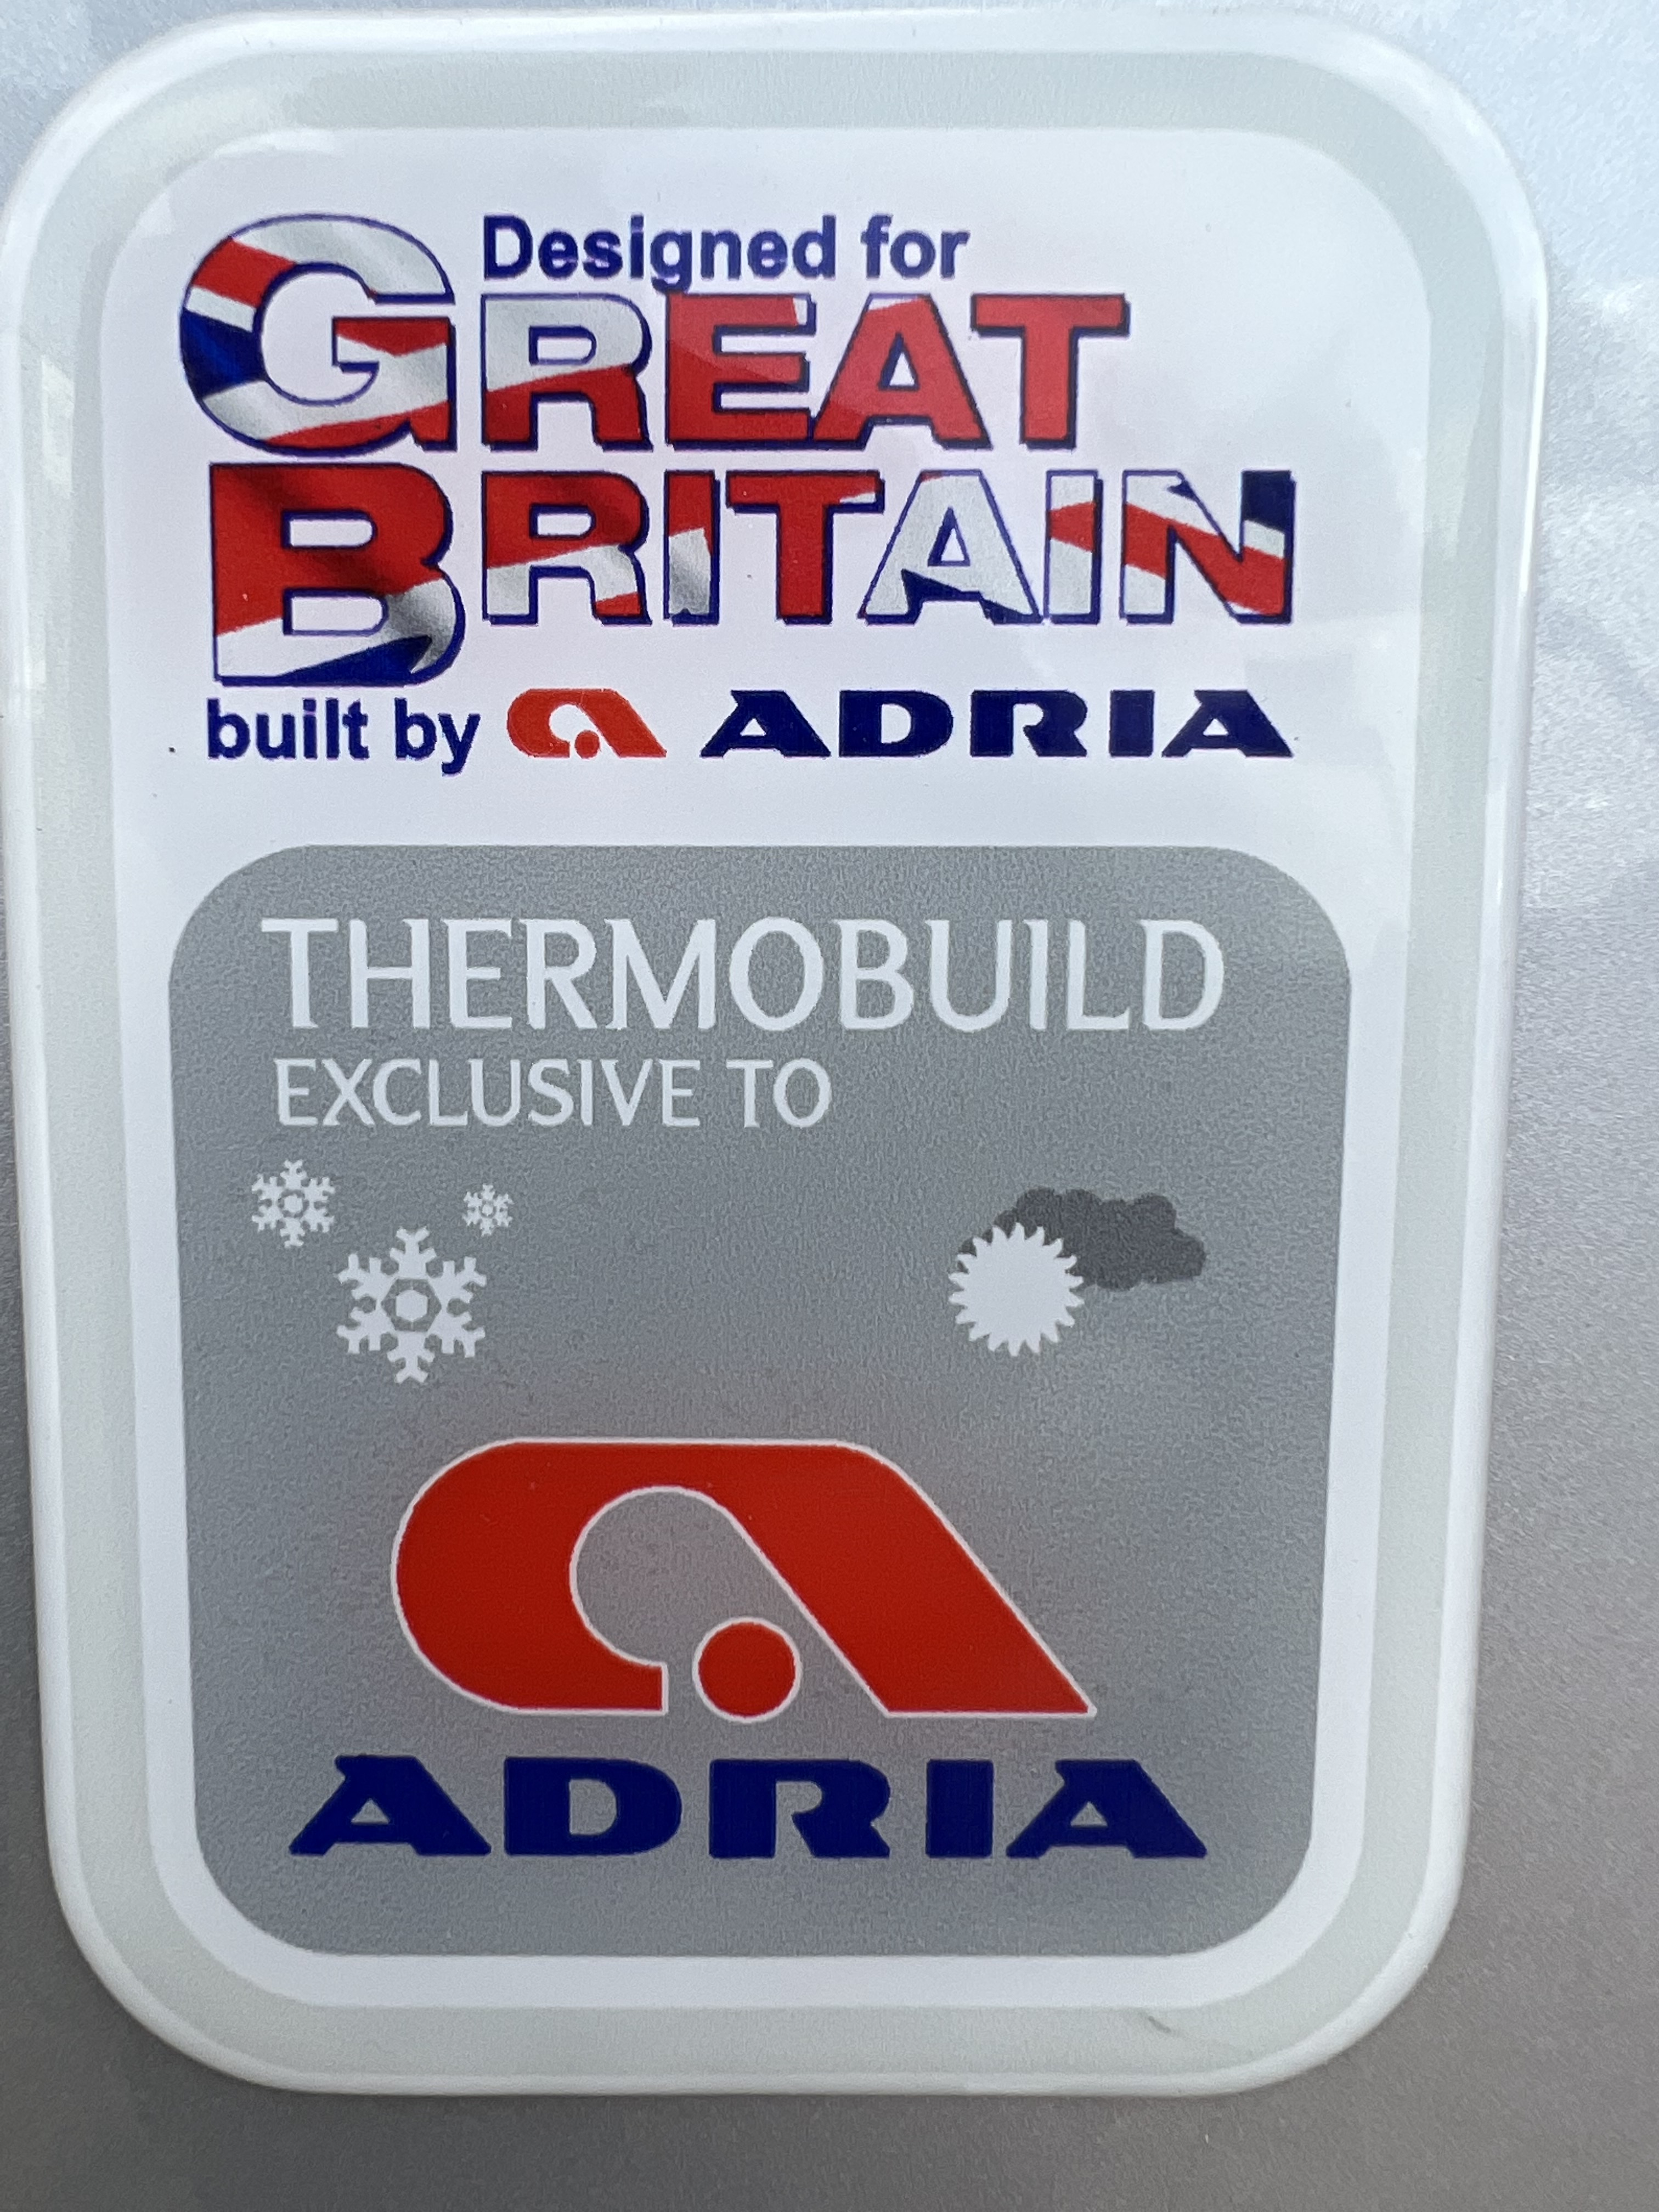 Designed for
GREAT
BRITAIN
built by ADRIA
THERMOBUILD
EXCLUSIVE TO
ADRIA